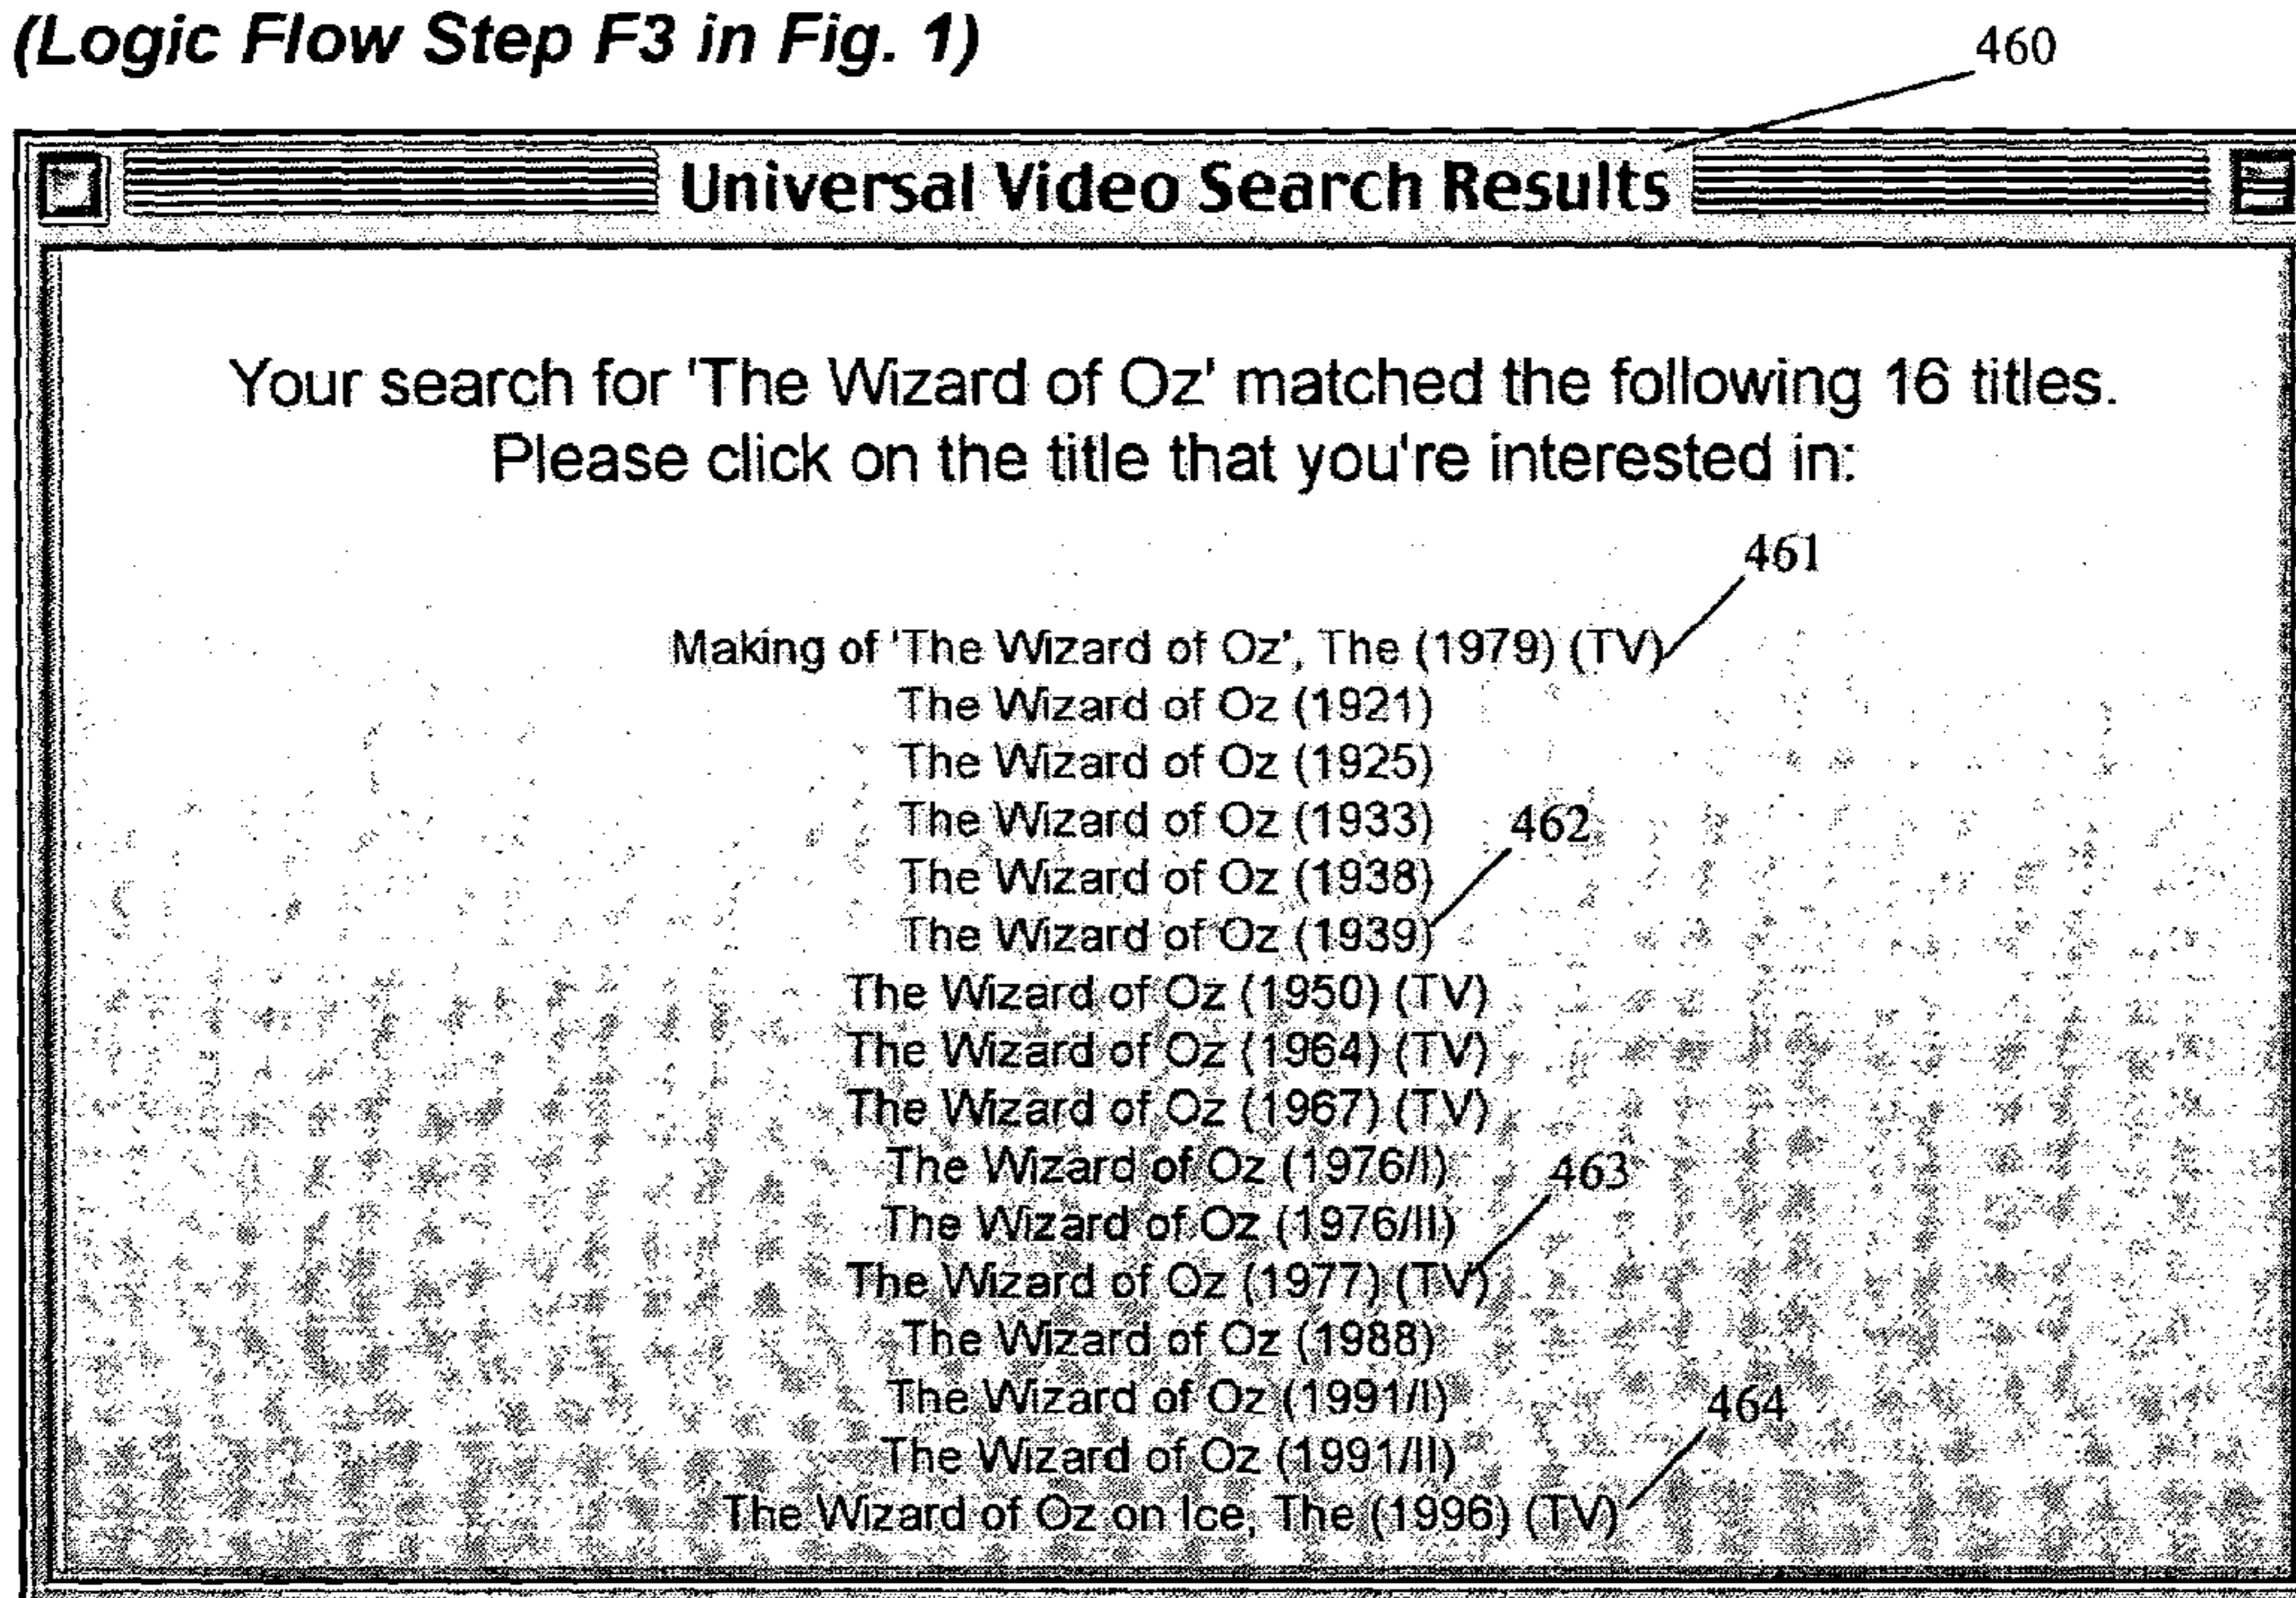 (Logic Flow Step F3 in Fig. 1)
460
Universal Video Search Results
Your search for 'The Wizard of Oz' matched the following 16 titles.
Please click on the title that you're interested in:
461
Making of 'The Wizard of Oz', The (1979) (TV)
The Wizard of Oz (1921)
The Wizard of Oz (1925)
The Wizard of Oz (1933)
462
The Wizard of Oz (1938)
The Wizard of Oz (1939)
The Wizard of Oz (1950) (TV)
The Wizard of Oz (1964) (TV)
The Wizard of Oz (1967) (TV)
The Wizard of Oz (1976/I)
463
The Wizard of Oz (1976/II)
The Wizard of Oz (1977) (TV)
The Wizard of Oz (1988)
The Wizard of Oz (1991/I)
464
The Wizard of Oz (1991/II)
The Wizard of Oz on Ice, The (1996) (TV)